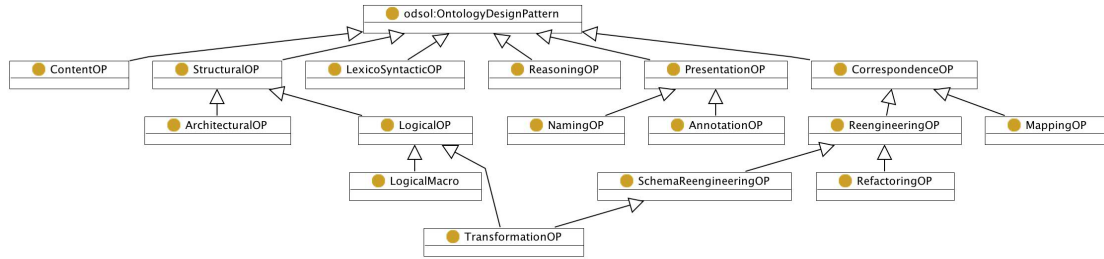 odsol:OntologyDesignPattern
ContentOP
StructuralOP
LexicoSyntacticOP
ReasoningOP
PresentationOP
CorrespondenceOP
ArchitecturalOP
LogicalOP
NamingOP
AnnotationOP
ReengineeringOP
MappingOP
LogicalMacro
SchemaReengineeringOP
RefactoringOP
TransformationOP